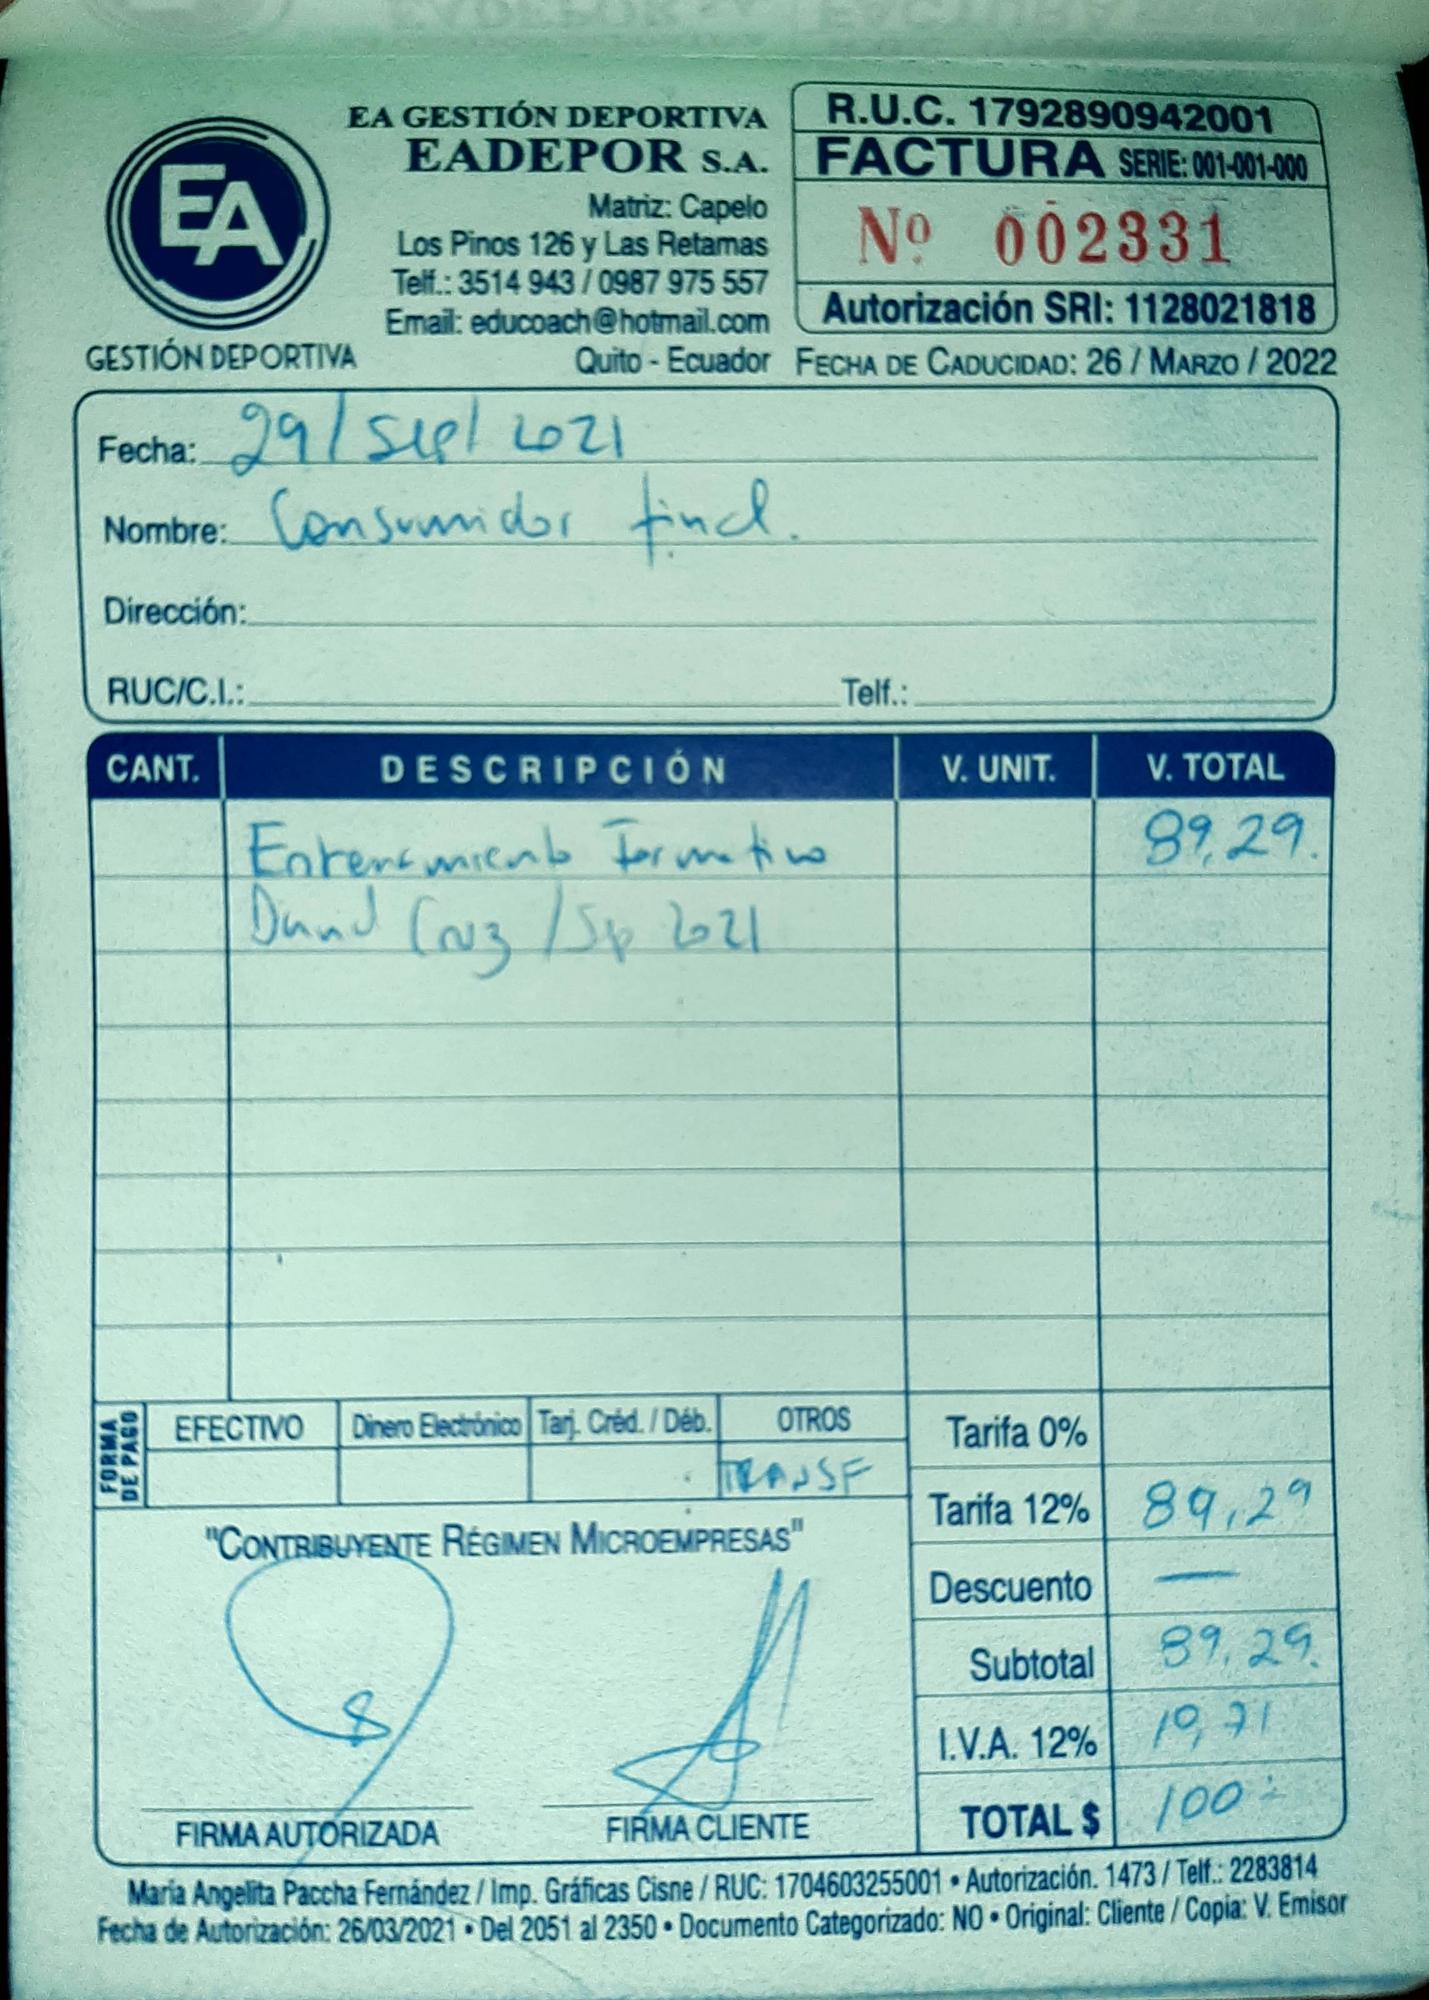 EA GESTIÓN DEPORTIVA
EADEPOR S.A.
Matriz: Capelo
Los Pinos 126 y Las Retamas
Telf.: 3514 943 / 0987 975 557
Email: educoach@hotmail.com
Quito - Ecuador
EA
GESTIÓN DEPORTIVA
R.U.C. 1792890942001
FACTURA SERIE: 001-001-000
Nº 002331
Autorización SRI: 1128021818
FECHA DE CADUCIDAD: 26 / MARZO / 2022
Fecha: 29/Sep/2021
Nombre: Consumidor final.
Dirección:
RUC/C.I.: Telf.:
CANT. DESCRIPCIÓN V. UNIT. V. TOTAL
Entrenamiento Formativo 89,29.
David Cruz /Sep 2021
FORMA DE PAGO
EFECTIVO Dinero Electrónico Tarj. Créd. / Déb. OTROS
TRANSF
Tarifa 0%
Tarifa 12% 89,29
Descuento —
Subtotal 89,29.
I.V.A. 12% 10,71
TOTAL $ 100
"CONTRIBUYENTE RÉGIMEN MICROEMPRESAS"
FIRMA AUTORIZADA FIRMA CLIENTE
María Angelita Paccha Fernández / Imp. Gráficas Cisne / RUC: 1704603255001 • Autorización. 1473 / Telf.: 2283814
Fecha de Autorización: 26/03/2021 • Del 2051 al 2350 • Documento Categorizado: NO • Original: Cliente / Copia: V. Emisor